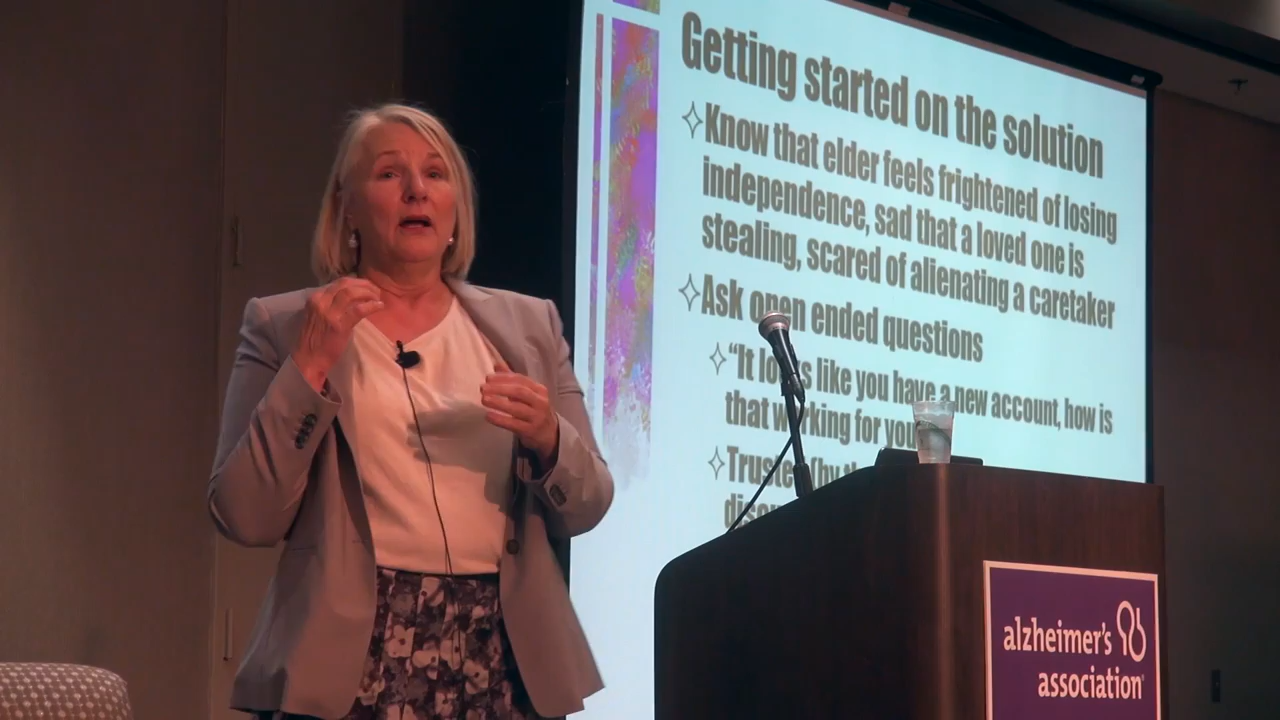 Getting started on the solution
Know that elder feels frightened of losing
independence, sad that a loved one is
stealing, scared of alienating a caretaker
Ask open ended questions
"It looks like you have a new account, how is
that working for you
alzheimer's
association